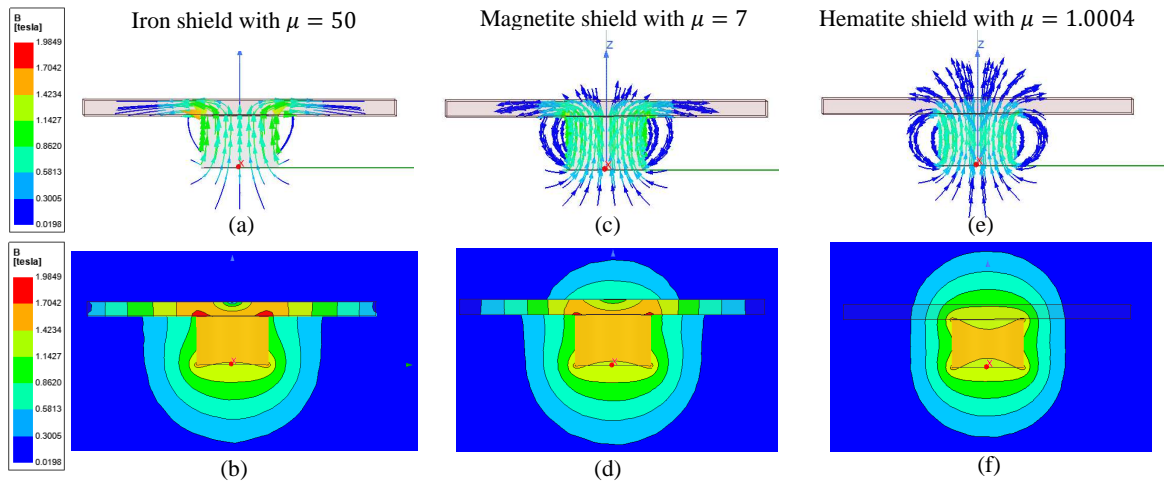 Iron shield with 𝜇 = 50
Magnetite shield with 𝜇 = 7
Hematite shield with 𝜇 = 1.0004
B
[tesla]
1.9849
1.7042
1.4234
1.1427
0.8620
0.5813
0.3005
0.0198
X
Z
X
Z
X
(a)
(c)
(e)
B
[tesla]
1.9849
1.7042
1.4234
1.1427
0.8620
0.5813
0.3005
0.0198
X
X
X
(b)
(d)
(f)